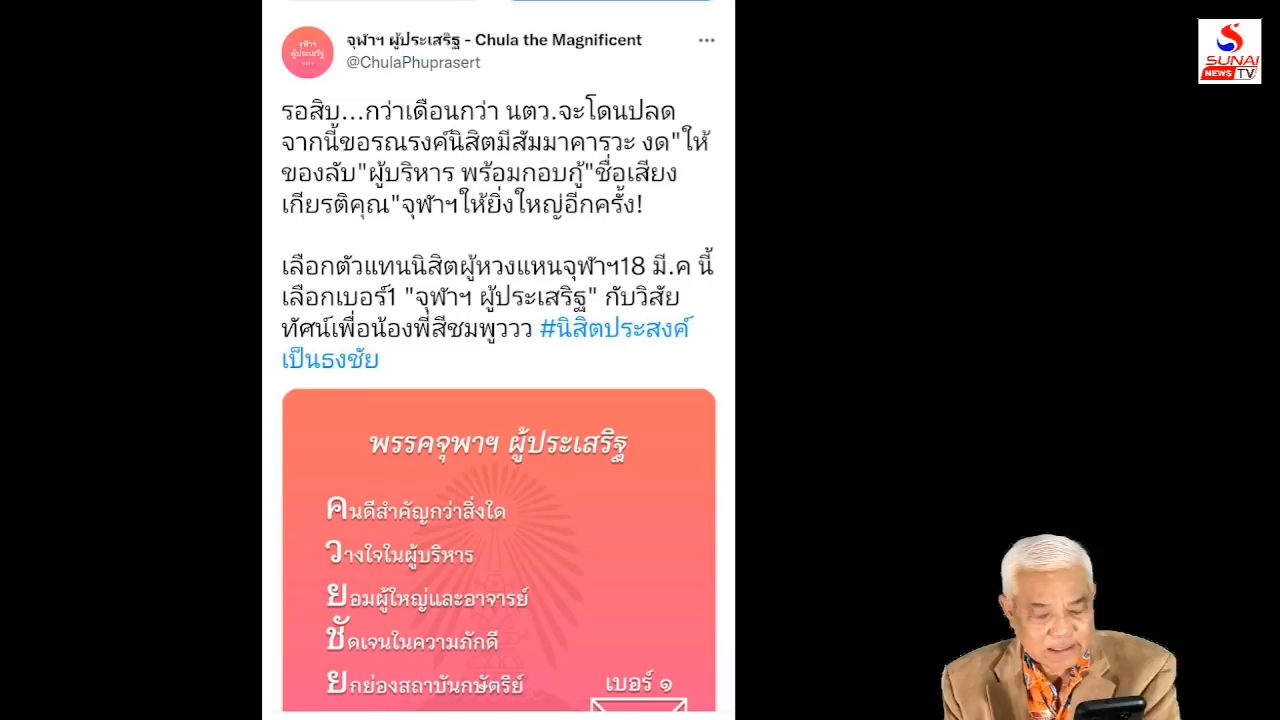 จุฬาฯ ผู้ประเสริฐ - Chula the Magnificent
@ChulaPhuprasert
จุฬาฯ
ผู้ประเสริฐ
รอสิบ...กว่าเดือนกว่า นตว.จะโดนปลด
จากนี้ขอรณรงค์นิสิตมีสัมมาคารวะ งด"ให้
ของลับ"ผู้บริหาร พร้อมกอบกู้"ชื่อเสียง
เกียรติคุณ"จุฬาฯให้ยิ่งใหญ่อีกครั้ง!
เลือกตัวแทนนิสิตผู้หวงแหนจุฬาฯ18 มี.ค นี้
เลือกเบอร์1 "จุฬาฯ ผู้ประเสริฐ" กับวิสัย
ทัศน์เพื่อน้องพี่สีชมพูววว #นิสิตประสงค์
เป็นธงชัย
พรรคจุฬาฯ ผู้ประเสริฐ
คนดีสำคัญกว่าสิ่งใด
วางใจในผู้บริหาร
ยอมผู้ใหญ่และอาจารย์
ชัดเจนในความภักดี
ยกย่องสถาบันกษัตริย์
เบอร์ ๑
SUNAI
NEWS TV